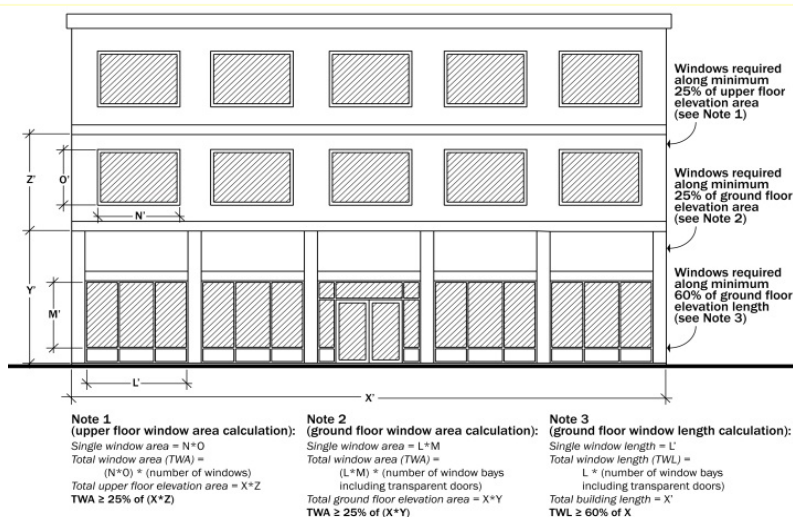 Windows required
along minimum
25% of upper floor
elevation area
(see Note 1)
Z'
O'
N'
Windows required
along minimum
25% of ground floor
elevation area
(see Note 2)
Y'
M'
Windows required
along minimum
60% of ground floor
elevation length
(see Note 3)
L'
X'
Note 1
(upper floor window area calculation):
Single window area = N*O
Total window area (TWA) =
(N*O) * (number of windows)
Total upper floor elevation area = X*Z
TWA ≥ 25% of (X*Z)
Note 2
(ground floor window area calculation):
Single window area = L*M
Total window area (TWA) =
(L*M) * (number of window bays
including transparent doors)
Total ground floor elevation area = X*Y
TWA ≥ 25% of (X*Y)
Note 3
(ground floor window length calculation):
Single window length = L'
Total window length (TWL) =
L * (number of window bays
including transparent doors)
Total building length = X'
TWL ≥ 60% of X